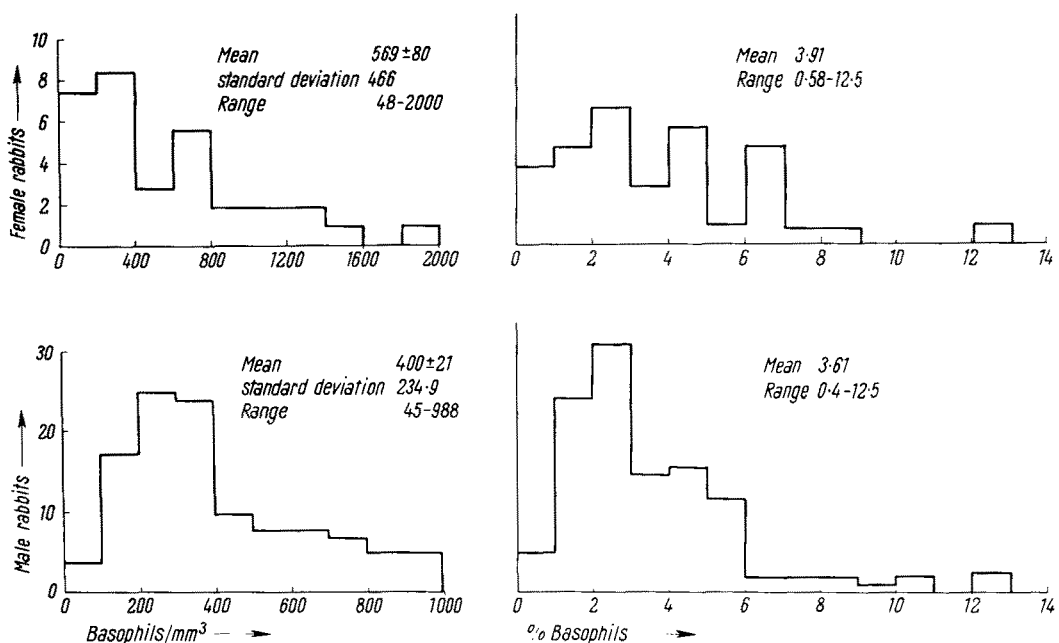 10
8
6
4
2
0
Female rabbits
Mean 569 ±80
standard deviation 466
Range 48-2000
0 400 800 1200 1600 2000
Mean 3·91
Range 0·58-12·5
0 2 4 6 8 10 12 14
30
20
10
0
Male rabbits
Mean 400±21
standard deviation 234·9
Range 45-988
0 200 400 600 800 1000
Basophils/mm³
Mean 3·61
Range 0·4-12·5
0 2 4 6 8 10 12 14
% Basophils